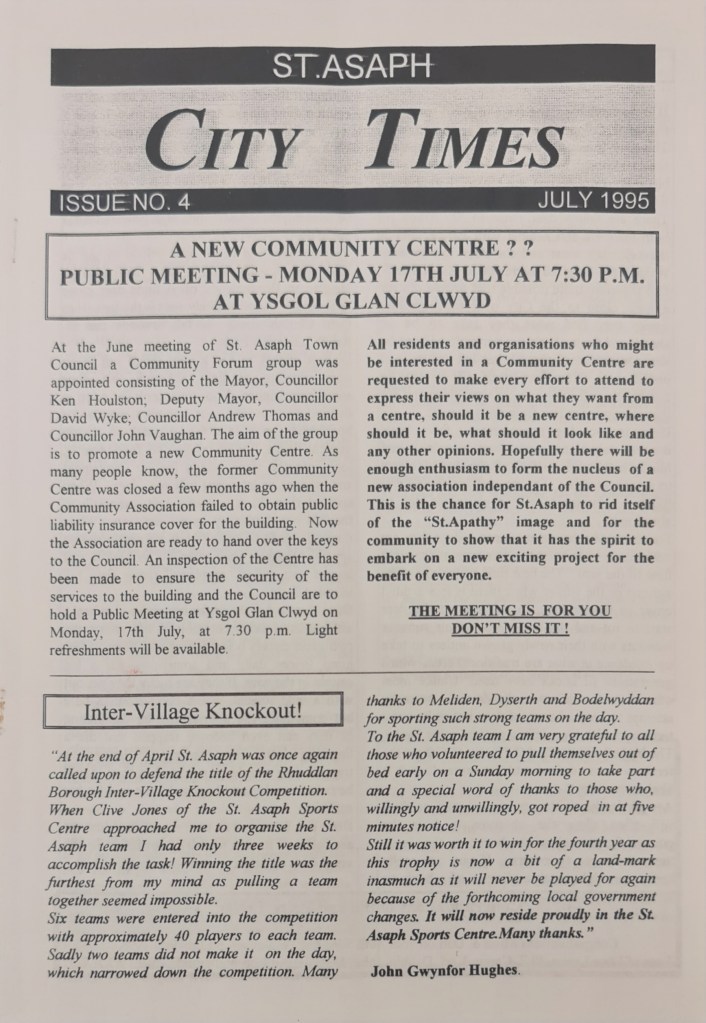 ST.ASAPH
CITY TIMES
ISSUE NO. 4 JULY 1995
A NEW COMMUNITY CENTRE ? ?
PUBLIC MEETING - MONDAY 17TH JULY AT 7:30 P.M.
AT YSGOL GLAN CLWYD
At the June meeting of St. Asaph Town
Council a Community Forum group was
appointed consisting of the Mayor, Councillor
Ken Houlston; Deputy Mayor, Councillor
David Wyke; Councillor Andrew Thomas and
Councillor John Vaughan. The aim of the group
is to promote a new Community Centre. As
many people know, the former Community
Centre was closed a few months ago when the
Community Association failed to obtain public
liability insurance cover for the building. Now
the Association are ready to hand over the keys
to the Council. An inspection of the Centre has
been made to ensure the security of the
services to the building and the Council are to
hold a Public Meeting at Ysgol Glan Clwyd on
Monday, 17th July, at 7.30 p.m. Light
refreshments will be available.
All residents and organisations who might
be interested in a Community Centre are
requested to make every effort to attend to
express their views on what they want from
a centre, should it be a new centre, where
should it be, what should it look like and
any other opinions. Hopefully there will be
enough enthusiasm to form the nucleus of a
new association independant of the Council.
This is the chance for St.Asaph to rid itself
of the “St.Apathy” image and for the
community to show that it has the spirit to
embark on a new exciting project for the
benefit of everyone.
THE MEETING IS FOR YOU
DON'T MISS IT !
Inter-Village Knockout!
“At the end of April St. Asaph was once again
called upon to defend the title of the Rhuddlan
Borough Inter-Village Knockout Competition.
When Clive Jones of the St. Asaph Sports
Centre approached me to organise the St.
Asaph team I had only three weeks to
accomplish the task! Winning the title was the
furthest from my mind as pulling a team
together seemed impossible.
Six teams were entered into the competition
with approximately 40 players to each team.
Sadly two teams did not make it on the day,
which narrowed down the competition. Many
thanks to Meliden, Dyserth and Bodelwyddan
for sporting such strong teams on the day.
To the St. Asaph team I am very grateful to all
those who volunteered to pull themselves out of
bed early on a Sunday morning to take part
and a special word of thanks to those who,
willingly and unwillingly, got roped in at five
minutes notice!
Still it was worth it to win for the fourth year as
this trophy is now a bit of a land-mark
inasmuch as it will never be played for again
because of the forthcoming local government
changes. It will now reside proudly in the St.
Asaph Sports Centre.Many thanks.”
John Gwynfor Hughes.